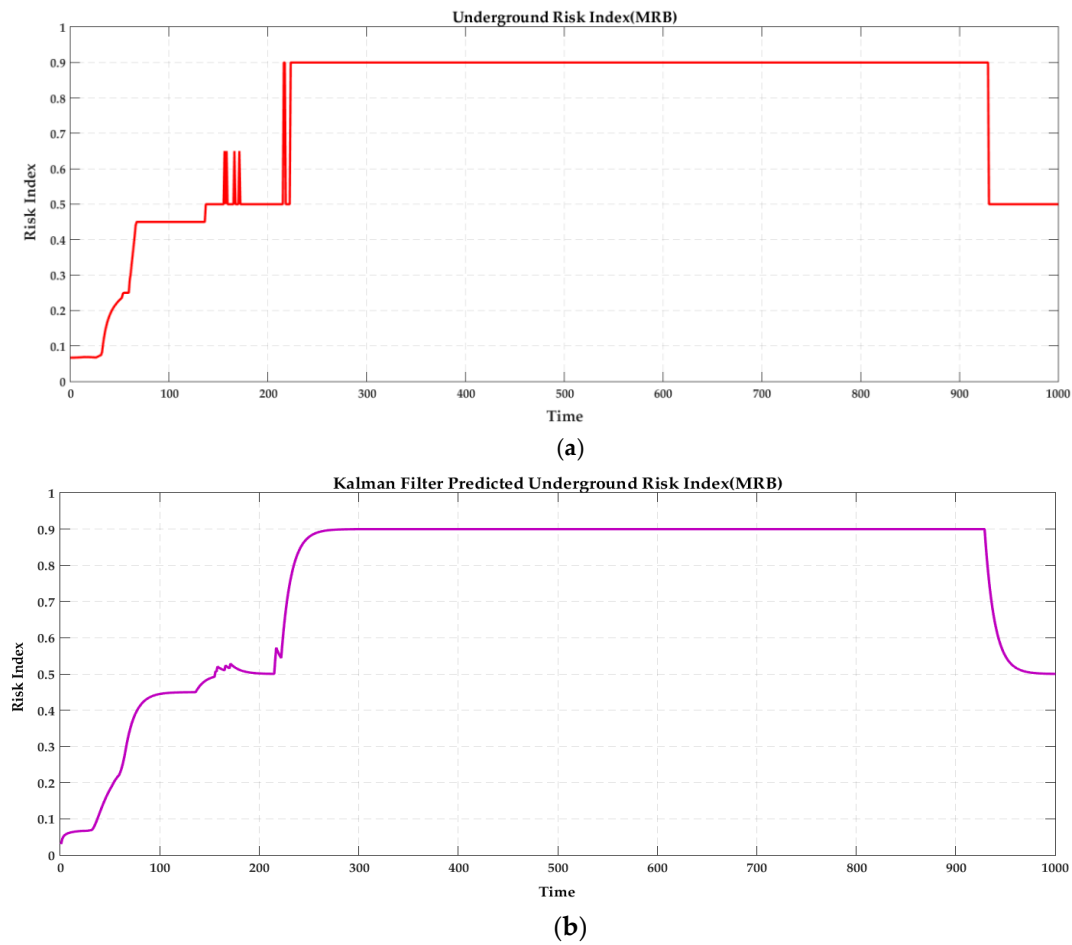 Underground Risk Index(MRB)
1
0.9
0.8
0.7
0.6
0.5
0.4
0.3
0.2
0.1
0
Risk Index
0 100 200 300 400 500 600 700 800 900 1000
Time
(a)
Kalman Filter Predicted Underground Risk Index(MRB)
1
0.9
0.8
0.7
0.6
0.5
0.4
0.3
0.2
0.1
0
Risk Index
0 100 200 300 400 500 600 700 800 900 1000
Time
(b)